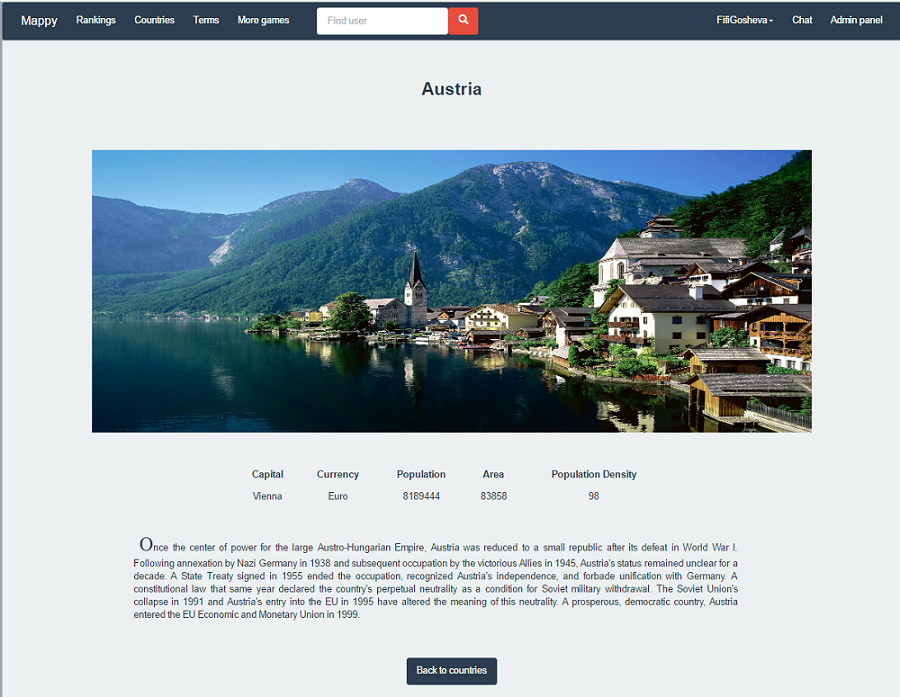 Mappy Rankings Countries Terms More games Find user FifiGosheva Chat Admin panel
Austria
Capital Currency Population Area Population Density
Vienna Euro 8189444 83858 98
Once the center of power for the large Austro-Hungarian Empire, Austria was reduced to a small republic after its defeat in World War I.
Following annexation by Nazi Germany in 1938 and subsequent occupation by the victorious Allies in 1945, Austria's status remained unclear for a
decade. A State Treaty signed in 1955 ended the occupation, recognized Austria's independence, and forbade unification with Germany. A
constitutional law that same year declared the country's perpetual neutrality as a condition for Soviet military withdrawal. The Soviet Union's
collapse in 1991 and Austria's entry into the EU in 1995 have altered the meaning of this neutrality. A prosperous, democratic country, Austria
entered the EU Economic and Monetary Union in 1999.
Back to countries